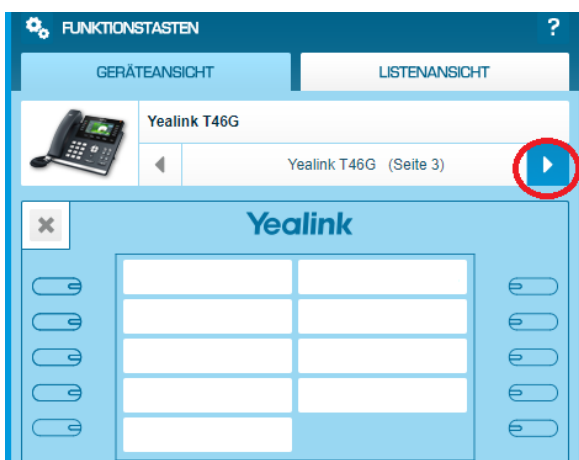 FUNKTIONSTASTEN ?
GERÄTEANSICHT LISTENANSICHT
Yealink T46G
Yealink T46G (Seite 3)
Yealink